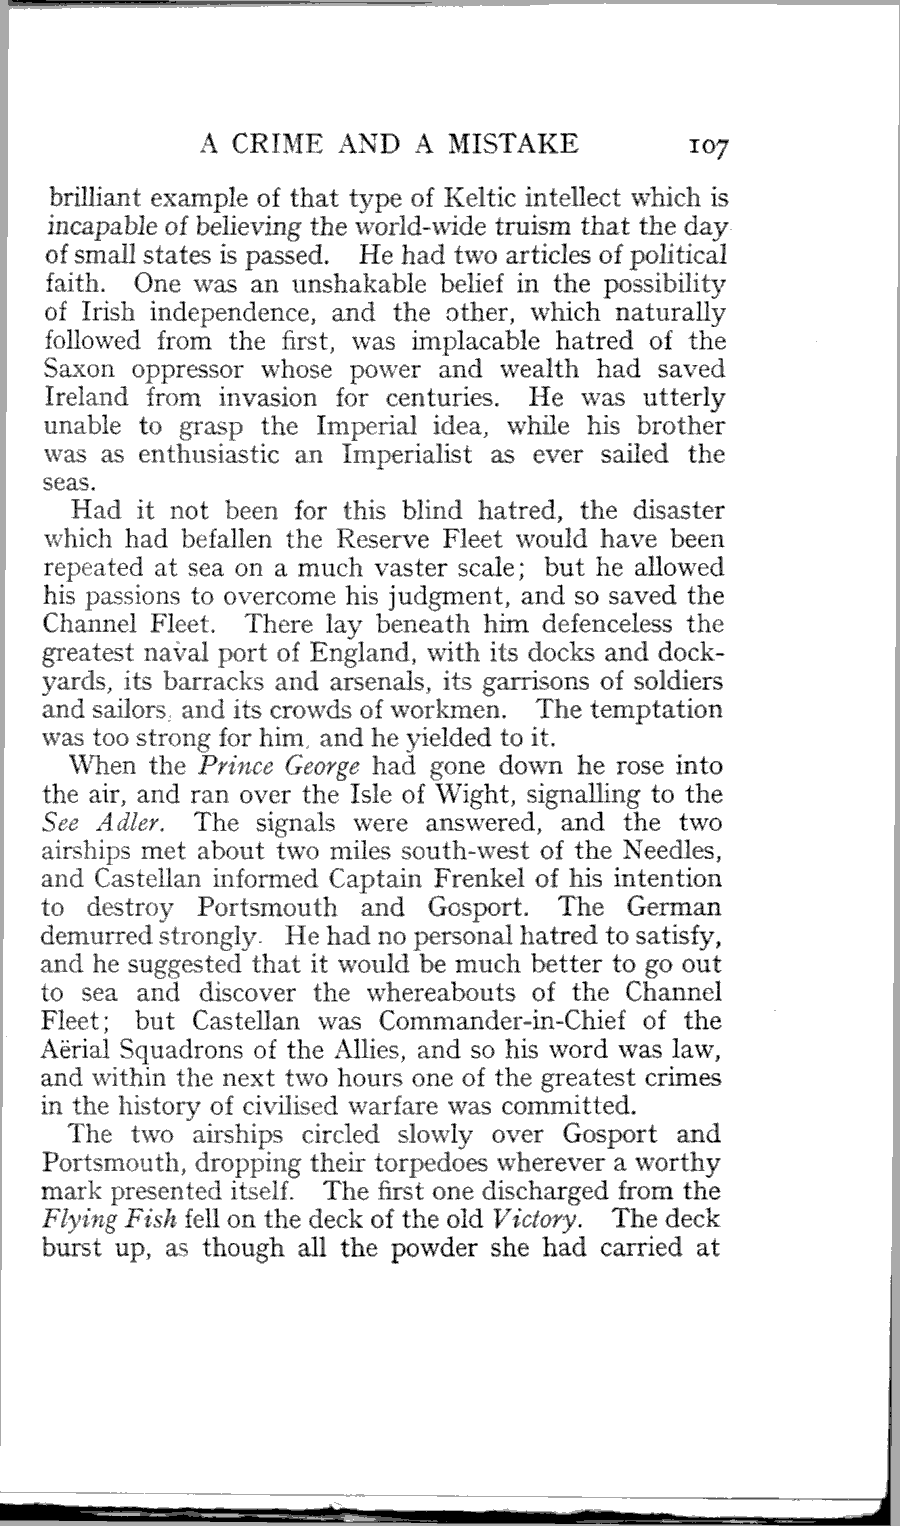 A CRIME AND A MISTAKE 107
brilliant example of that type of Keltic intellect which is
incapable of believing the world-wide truism that the day
of small states is passed. He had two articles of political
faith. One was an unshakable belief in the possibility
of Irish independence, and the other, which naturally
followed from the first, was implacable hatred of the
Saxon oppressor whose power and wealth had saved
Ireland from invasion for centuries. He was utterly
unable to grasp the Imperial idea, while his brother
was as enthusiastic an Imperialist as ever sailed the
seas.
Had it not been for this blind hatred, the disaster
which had befallen the Reserve Fleet would have been
repeated at sea on a much vaster scale; but he allowed
his passions to overcome his judgment, and so saved the
Channel Fleet. There lay beneath him defenceless the
greatest naval port of England, with its docks and dock-
yards, its barracks and arsenals, its garrisons of soldiers
and sailors, and its crowds of workmen. The temptation
was too strong for him, and he yielded to it.
When the Prince George had gone down he rose into
the air, and ran over the Isle of Wight, signalling to the
See Adler. The signals were answered, and the two
airships met about two miles south-west of the Needles,
and Castellan informed Captain Frenkel of his intention
to destroy Portsmouth and Gosport. The German
demurred strongly. He had no personal hatred to satisfy,
and he suggested that it would be much better to go out
to sea and discover the whereabouts of the Channel
Fleet; but Castellan was Commander-in-Chief of the
Aërial Squadrons of the Allies, and so his word was law,
and within the next two hours one of the greatest crimes
in the history of civilised warfare was committed.
The two airships circled slowly over Gosport and
Portsmouth, dropping their torpedoes wherever a worthy
mark presented itself. The first one discharged from the
Flying Fish fell on the deck of the old Victory. The deck
burst up, as though all the powder she had carried at